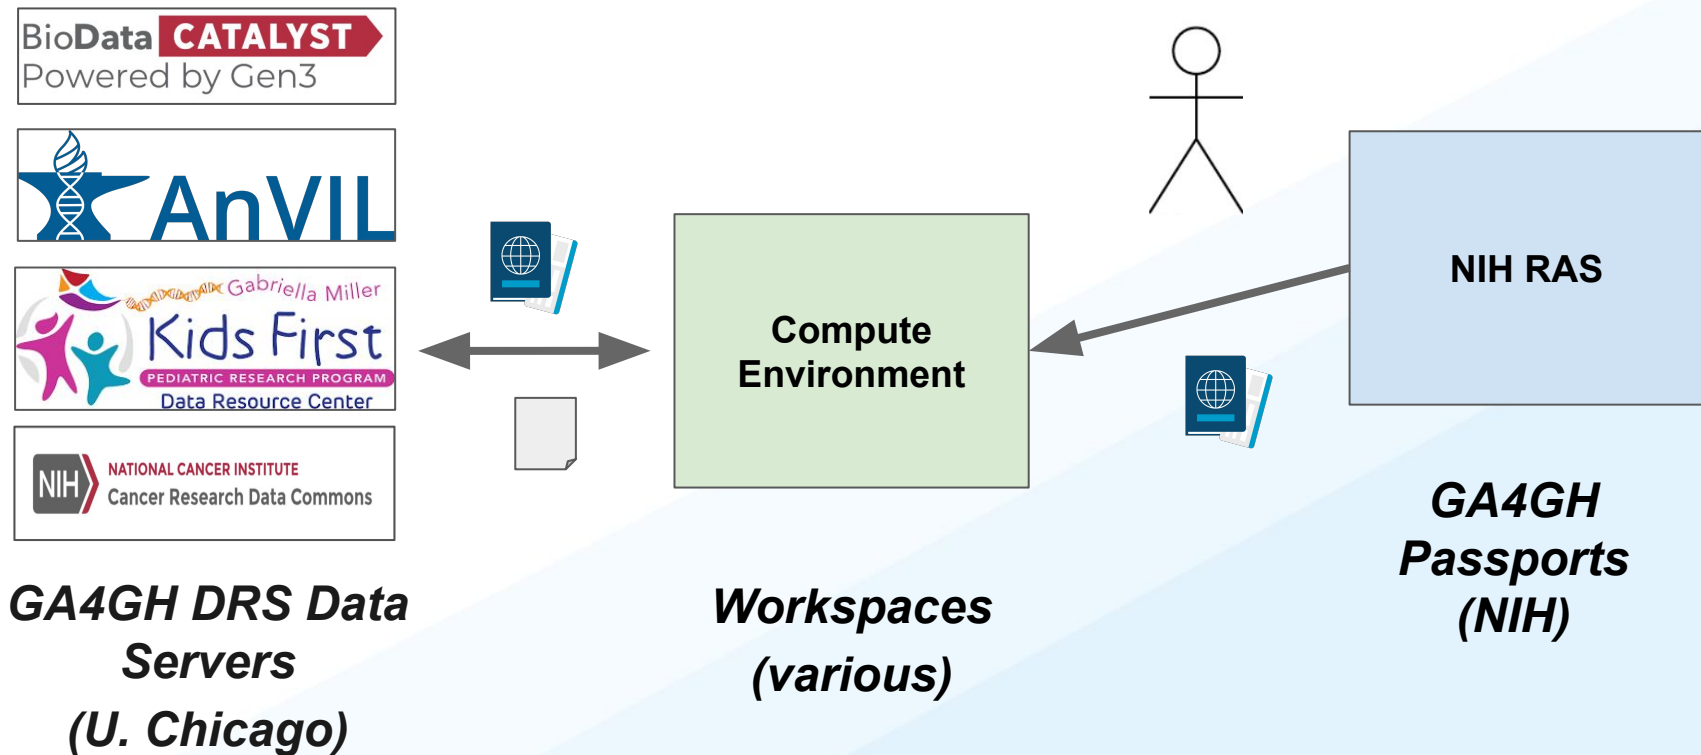 BioData CATALYST
Powered by Gen3
AnVIL
Gabriella Miller
Kids First
PEDIATRIC RESEARCH PROGRAM
Data Resource Center
NIH
NATIONAL CANCER INSTITUTE
Cancer Research Data Commons
GA4GH DRS Data
Servers
(U. Chicago)
Compute
Environment
Workspaces
(various)
NIH RAS
GA4GH
Passports
(NIH)